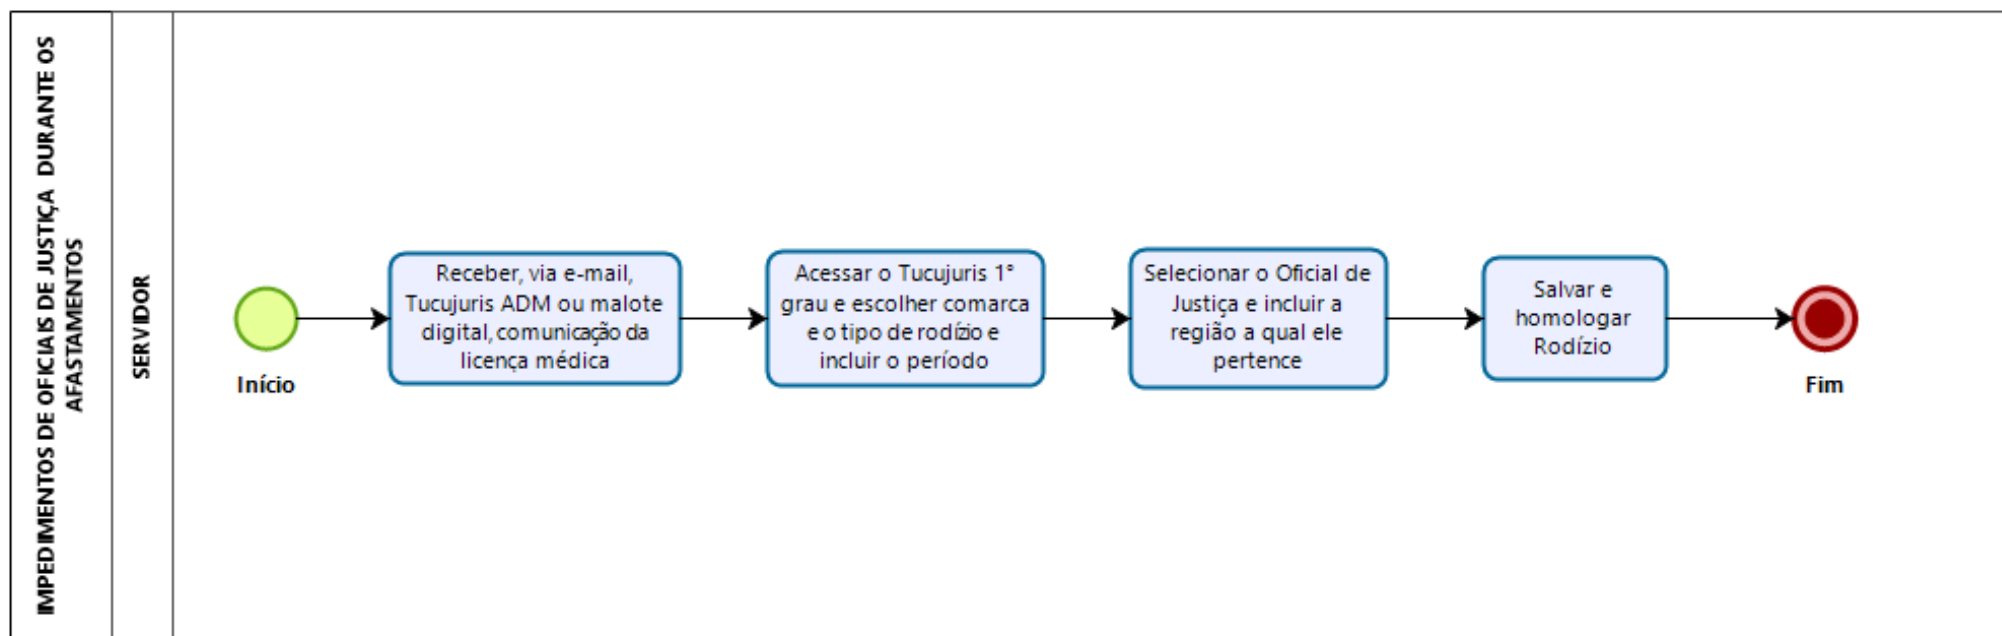 IMPEDIMENTOS DE OFICIAIS DE JUSTIÇA DURANTE OS
AFASTAMENTOS
SERVIDOR
Início
Receber, via e-mail,
Tucujuris ADM ou malote
digital, comunicação da
licença médica
Acessar o Tucujuris 1°
grau e escolher comarca
e o tipo de rodízio e
incluir o período
Selecionar o Oficial de
Justiça e incluir a
região a qual ele
pertence
Salvar e
homologar
Rodízio
Fim